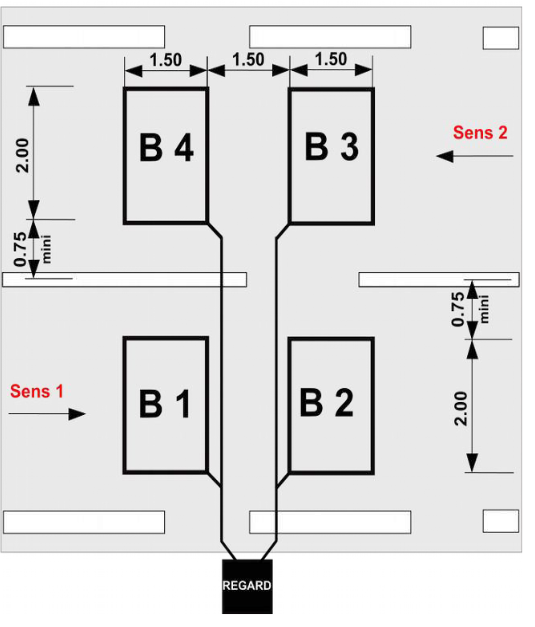 1.50 1.50 1.50
B 4 B 3
2.00
Sens 2
0.75
mini
0.75
mini
Sens 1
B 1 B 2
2.00
REGARD